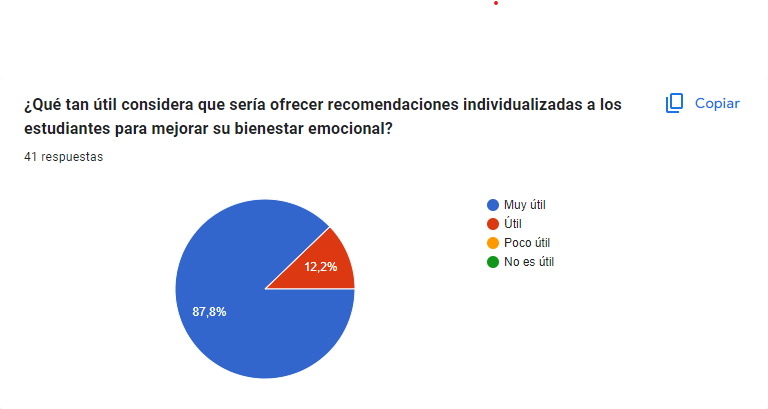 ¿Qué tan útil considera que sería ofrecer recomendaciones individualizadas a los
estudiantes para mejorar su bienestar emocional?
Copiar
41 respuestas
Muy útil
Útil
Poco útil
No es útil
12,2%
87,8%